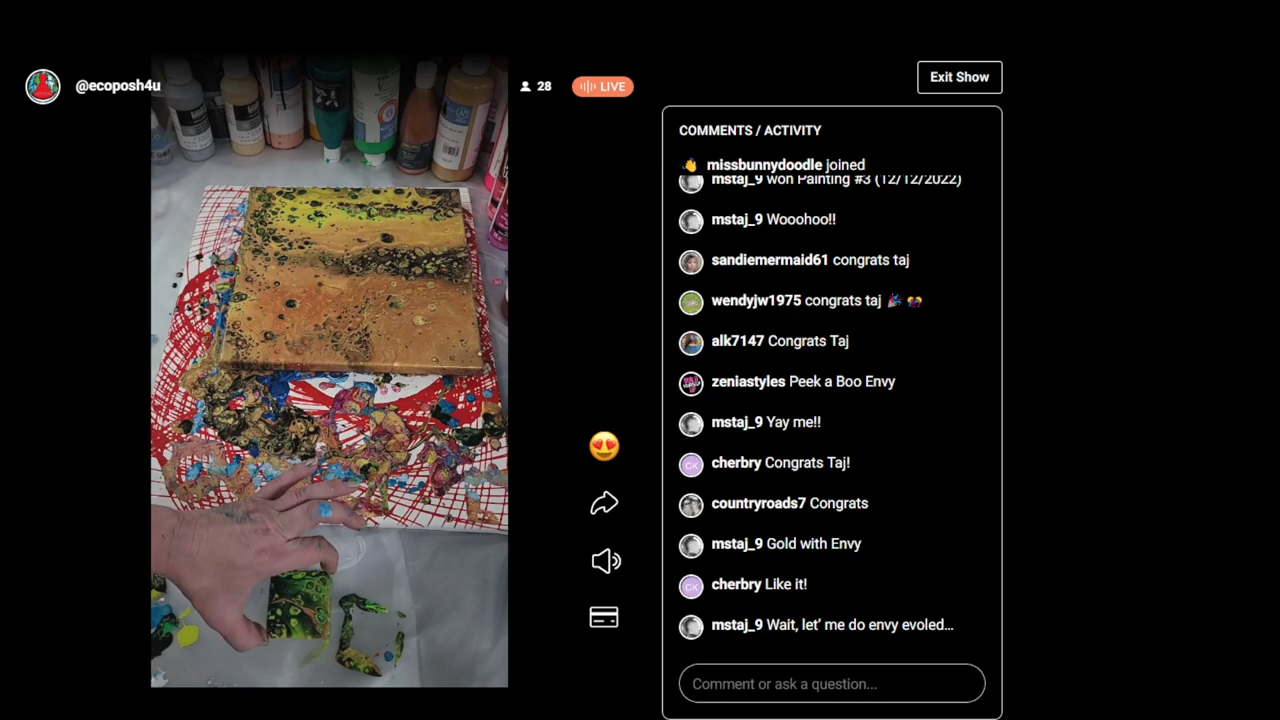 @ecoposh4u
28
LIVE
Exit Show
COMMENTS / ACTIVITY
missbunnydoodle joined
mstaj_9 won Painting #3 (12/12/2022)
mstaj_9 Wooohoo!!
sandiemermaid61 congrats taj
wendyjw1975 congrats taj 🎉
alk7147 Congrats Taj
zeniastyles Peek a Boo Envy
mstaj_9 Yay me!!
CK cherbry Congrats Taj!
countryroads7 Congrats
mstaj_9 Gold with Envy
CK cherbry Like it!
mstaj_9 Wait, let' me do envy evoled...
Comment or ask a question...